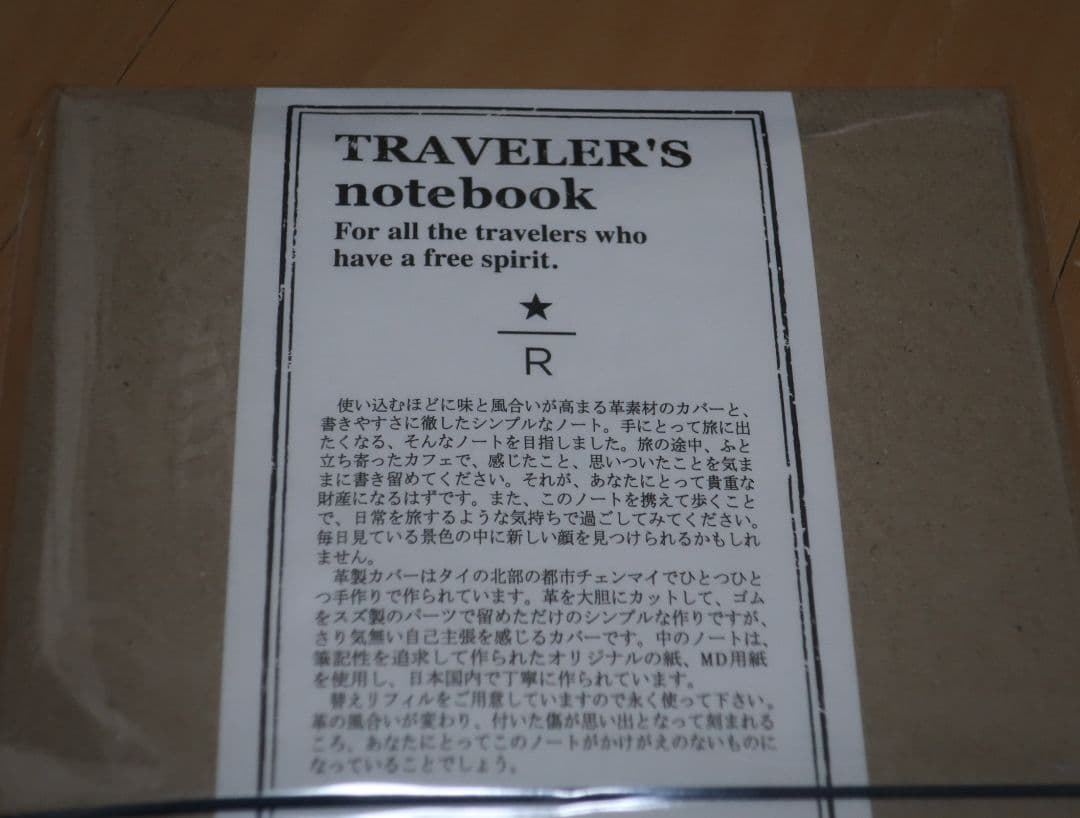 TRAVELER'S
notebook
For all the travelers who
have a free spirit.
R
使い込むほどに味と風合いが高まる革素材のカバーと、
書きやすさに徹したシンプルなノート。手にとって旅に出
たくなる、そんなノートを目指しました。旅の途中、ふと
立ち寄ったカフェで、感じたこと、思いついたことを気ま
まに書き留めてください。それが、あなたにとって貴重な
財産になるはずです。また、このノートを携えて歩くこと
で、日常を旅するような気持ちで過ごしてみてください。
毎日見ている景色の中に新しい顔を見つけられるかもしれ
ません。
革製カバーはタイの北部の都市チェンマイでひとつひと
つ手作りで作られています。革を大胆にカットして、ゴム
をスズ製のパーツで留めただけのシンプルな作りですが、
さり気無い自己主張を感じるカバーです。中のノートは、
筆記性を追求して作られたオリジナルの紙、MD用紙
を使用し、日本国内で丁寧に作られています。
替えリフィルをご用意していますので永く使って下さい。
革の風合いが変わり、付いた傷が思い出となって刻まれる
ころ、あなたにとってこのノートがかけがえのないものに
なっていることでしょう。